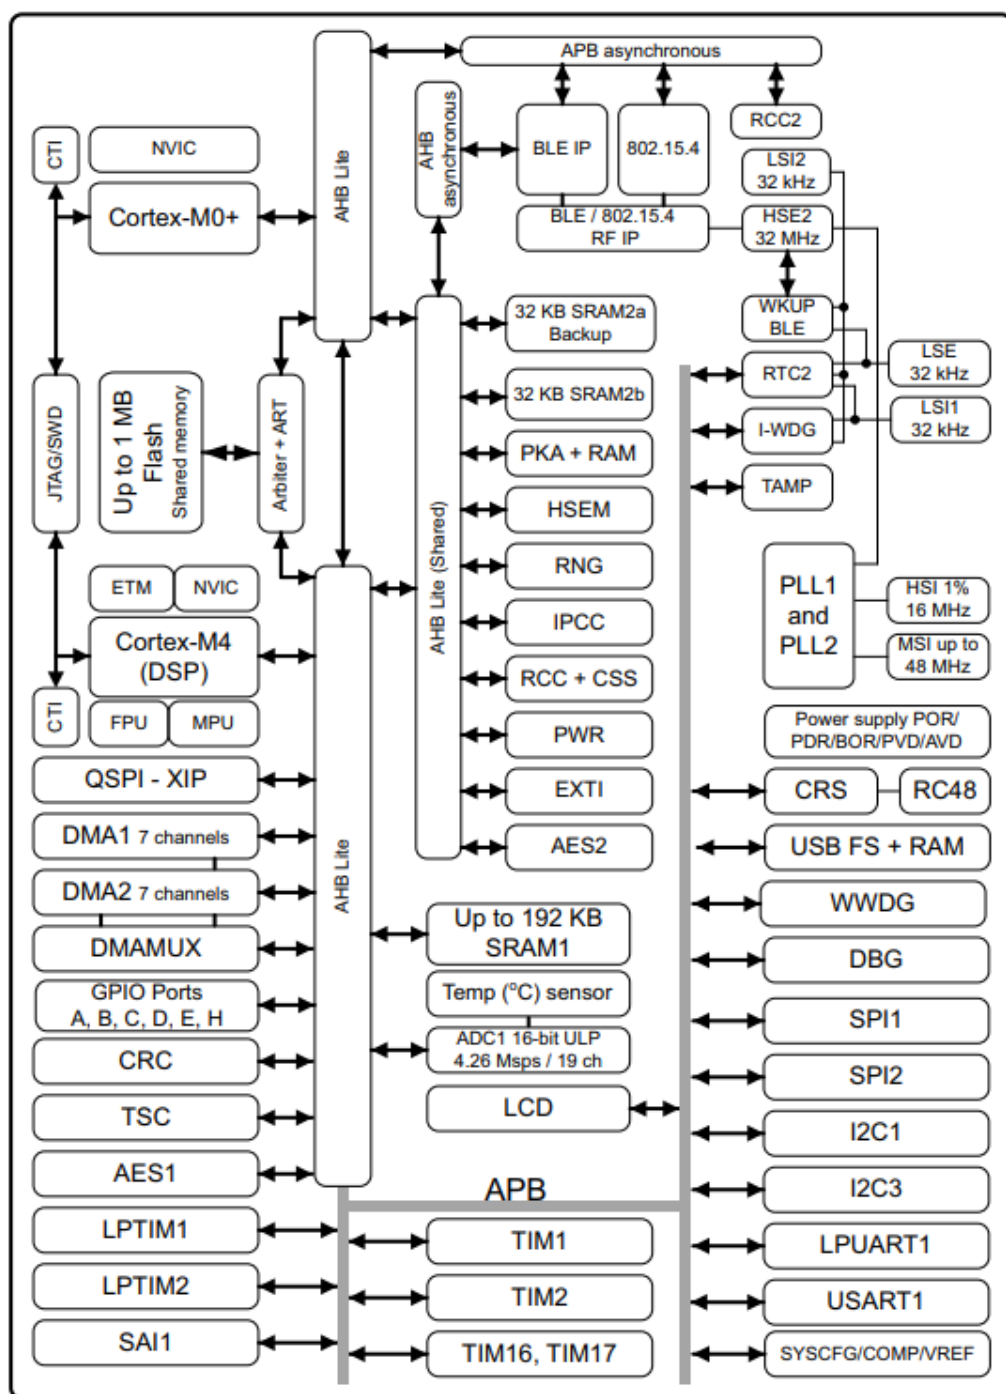 APB asynchronous
AHB Lite
AHB
asynchronous
CTI
NVIC
BLE IP
802.15.4
RCC2
LSI2
32 kHz
Cortex-M0+
BLE / 802.15.4
RF IP
HSE2
32 MHz
32 KB SRAM2a
Backup
WKUP
BLE
LSE
32 kHz
RTC2
JTAG/SWD
Up to 1 MB
Flash
Shared memory
Arbiter + ART
32 KB SRAM2b
LSI1
32 kHz
I-WDG
PKA + RAM
TAMP
AHB Lite (Shared)
HSEM
RNG
ETM
NVIC
PLL1
and
PLL2
HSI 1%
16 MHz
IPCC
Cortex-M4
(DSP)
MSI up to
48 MHz
RCC + CSS
CTI
FPU
MPU
PWR
Power supply POR/
PDR/BOR/PVD/AVD
QSPI - XIP
EXTI
CRS
RC48
DMA1 7 channels
AES2
USB FS + RAM
AHB Lite
DMA2 7 channels
WWDG
DMAMUX
Up to 192 KB
SRAM1
DBG
GPIO Ports
A, B, C, D, E, H
Temp (°C) sensor
SPI1
CRC
ADC1 16-bit ULP
4.26 Msps / 19 ch
SPI2
TSC
LCD
I2C1
AES1
APB
I2C3
LPTIM1
TIM1
LPUART1
LPTIM2
TIM2
USART1
SAI1
TIM16, TIM17
SYSCFG/COMP/VREF